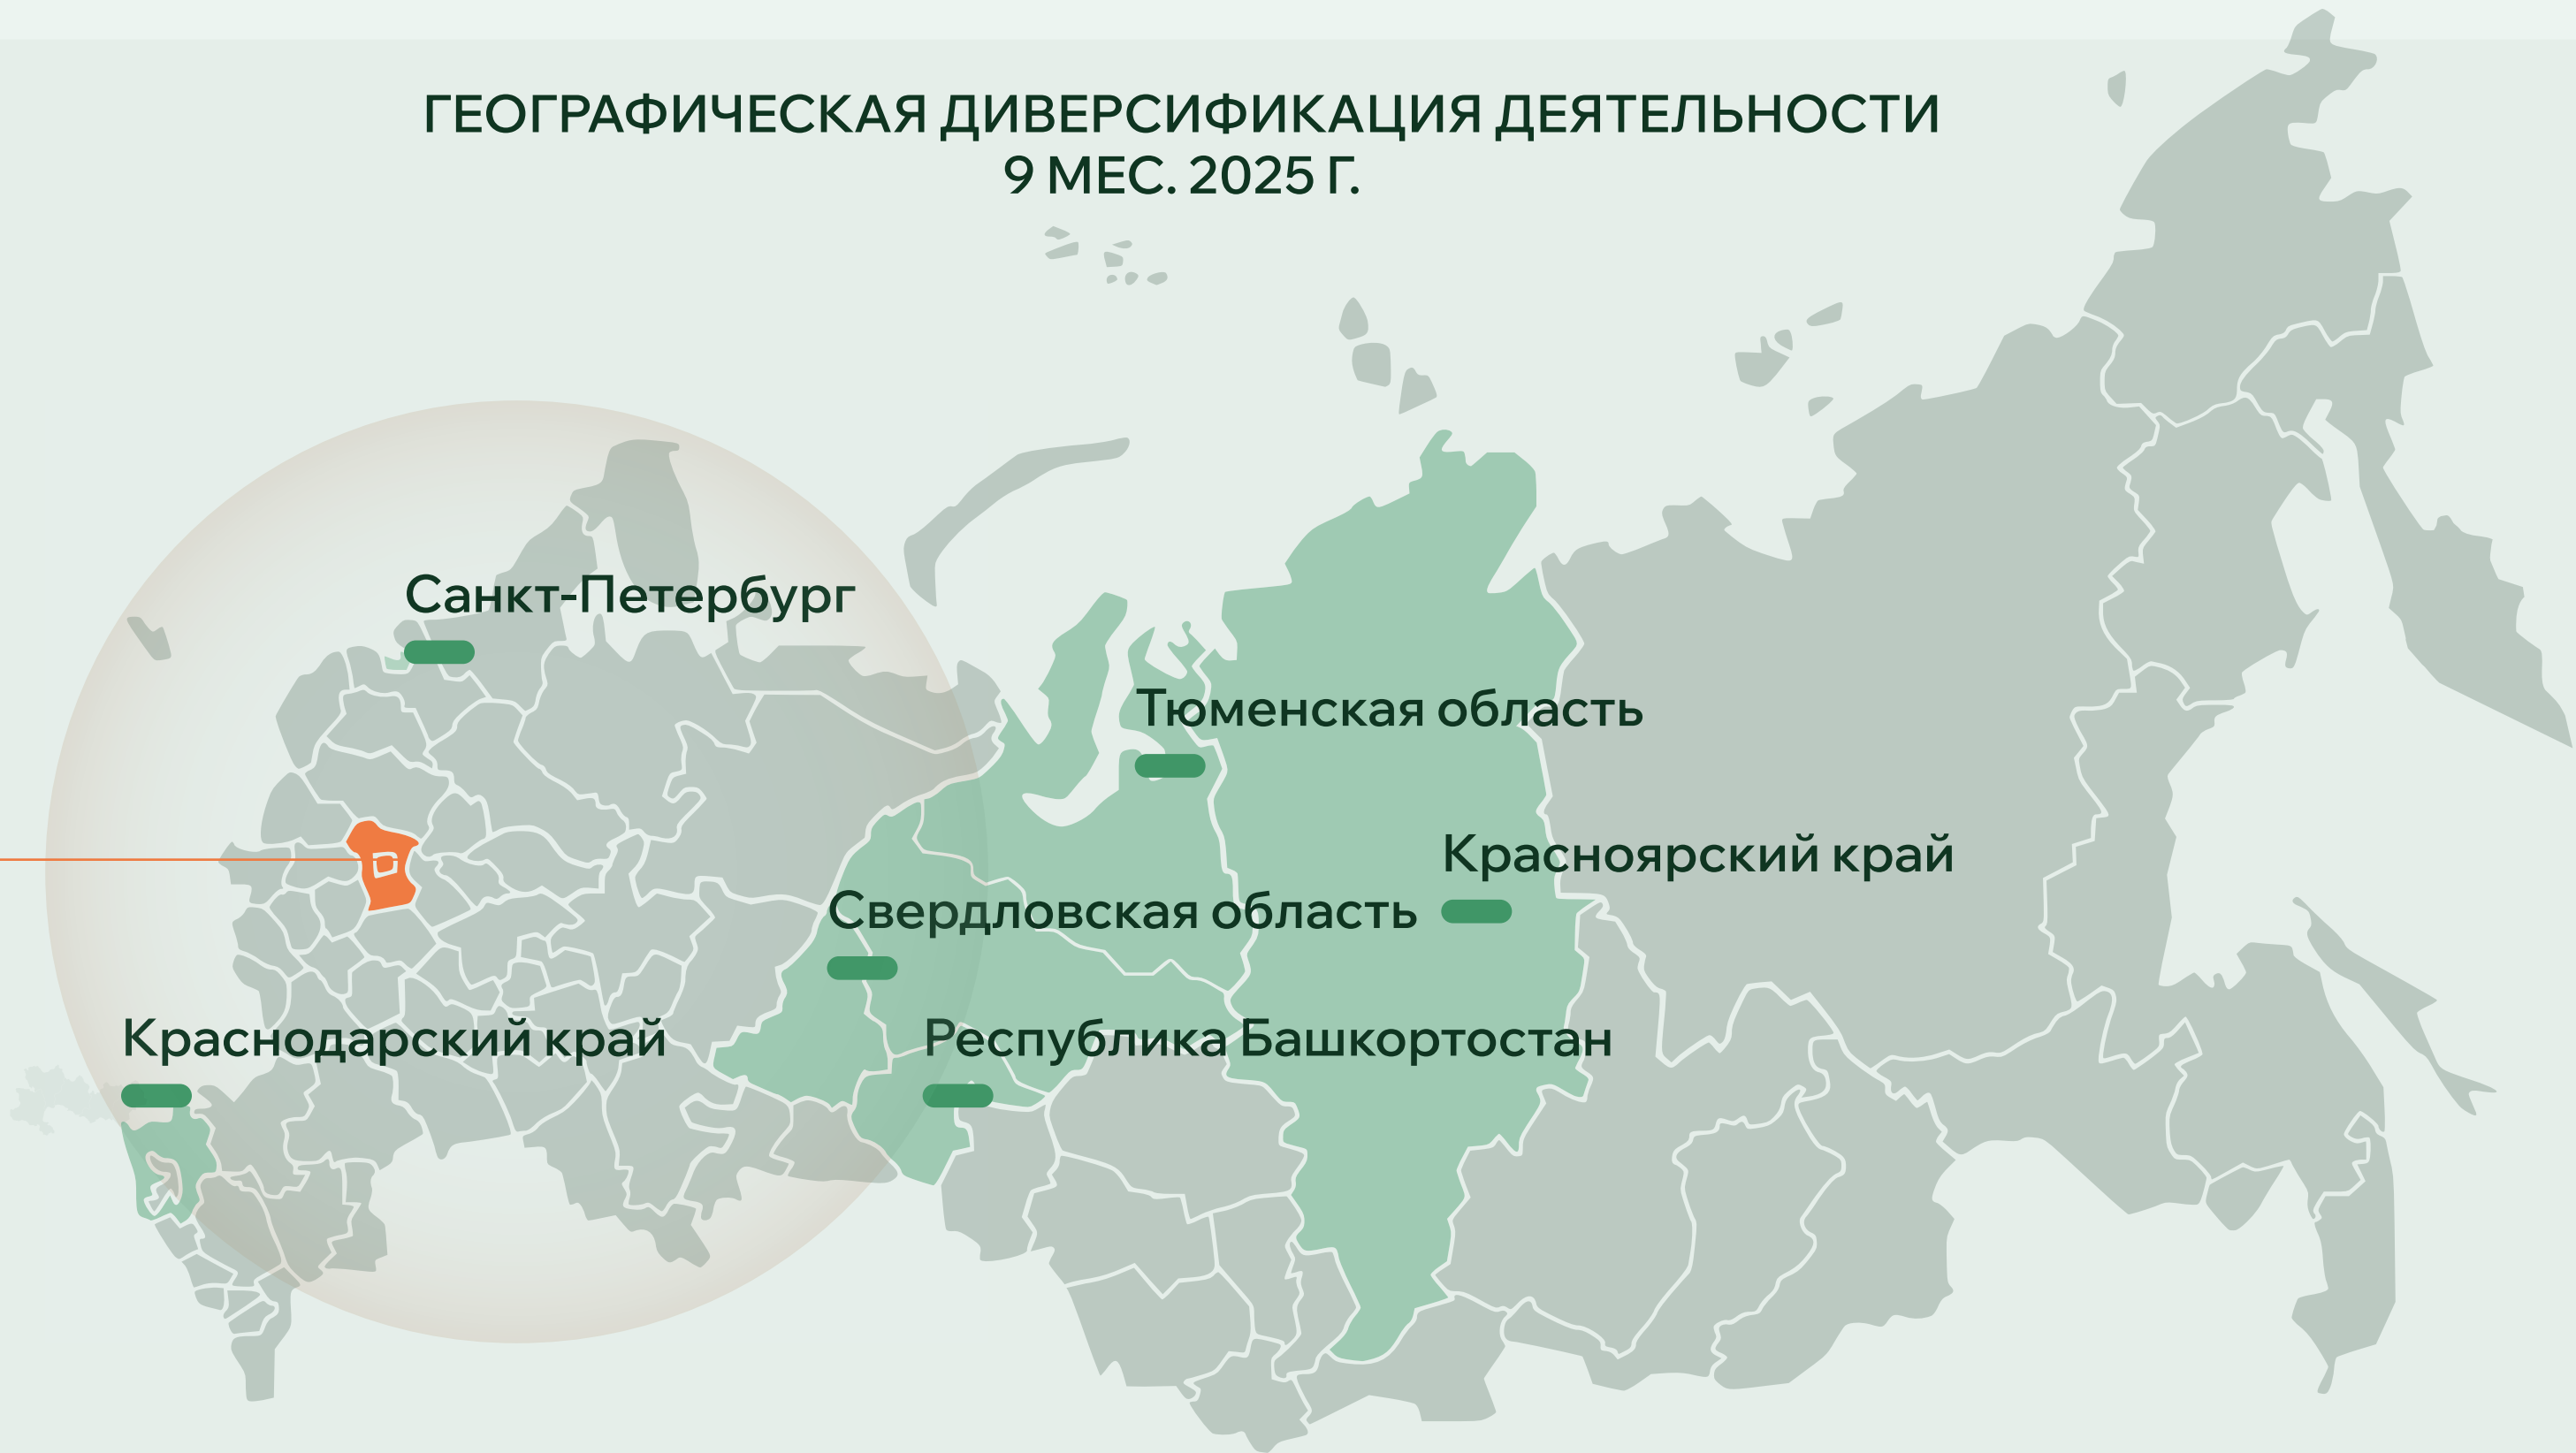 ГЕОГРАФИЧЕСКАЯ ДИВЕРСИФИКАЦИЯ ДЕЯТЕЛЬНОСТИ
9 МЕС. 2025 Г.
Санкт-Петербург
Тюменская область
Красноярский край
Свердловская область
Краснодарский край
Республика Башкортостан